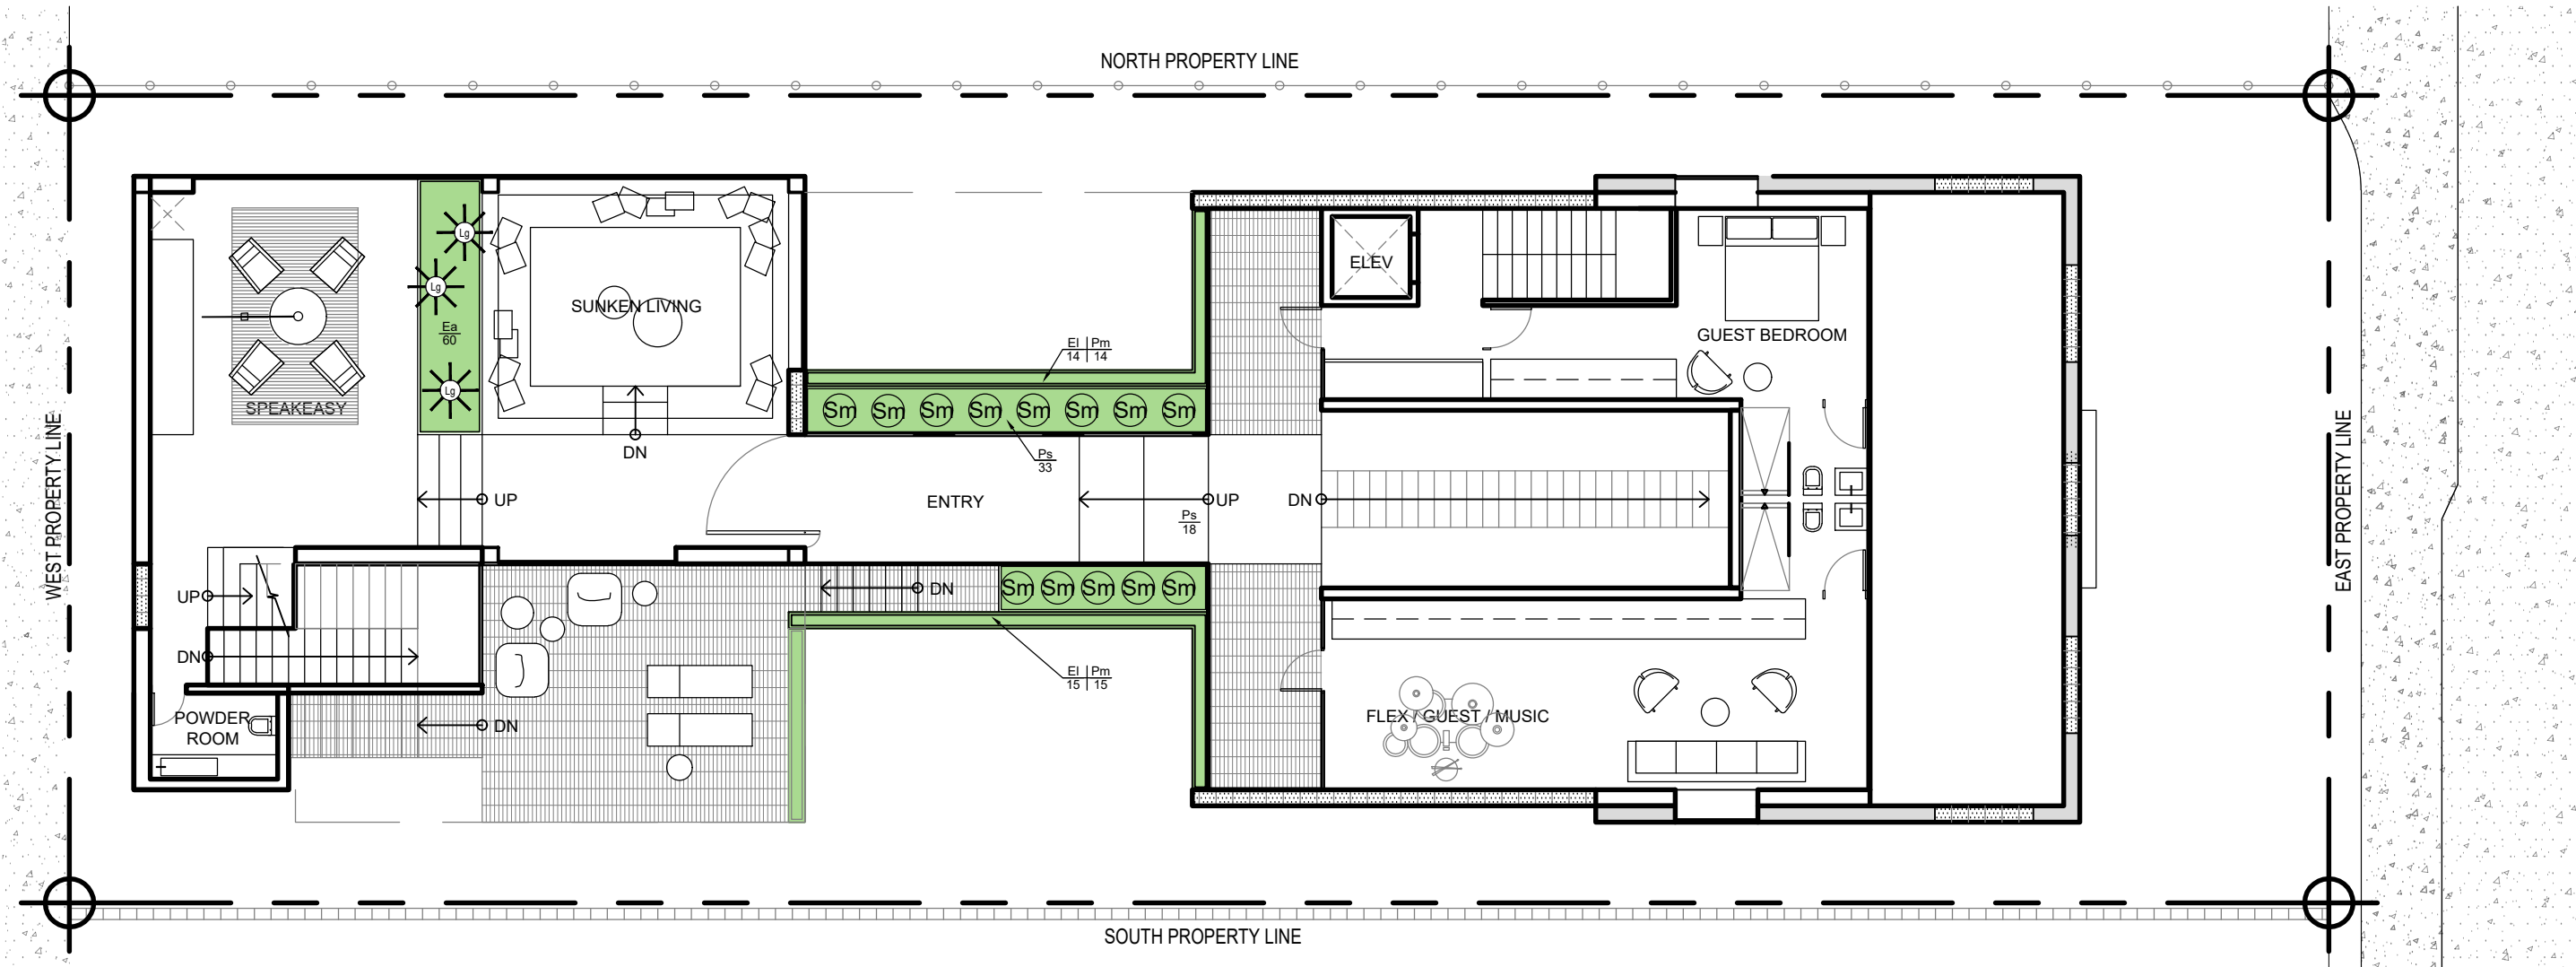 NORTH PROPERTY LINE
Lg
ELEV
Lg
SUNKEN LIVING
Ea
60
GUEST BEDROOM
El | Pm
14 | 14
Lg
SPEAKEASY
Sm Sm Sm Sm Sm Sm Sm Sm
DN
Ps
33
WEST PROPERTY LINE
UP
ENTRY
UP
DN
EAST PROPERTY LINE
Ps
18
UP
DN
Sm Sm Sm Sm Sm
DN
El | Pm
15 | 15
POWDER
ROOM
DN
FLEX / GUEST / MUSIC
SOUTH PROPERTY LINE